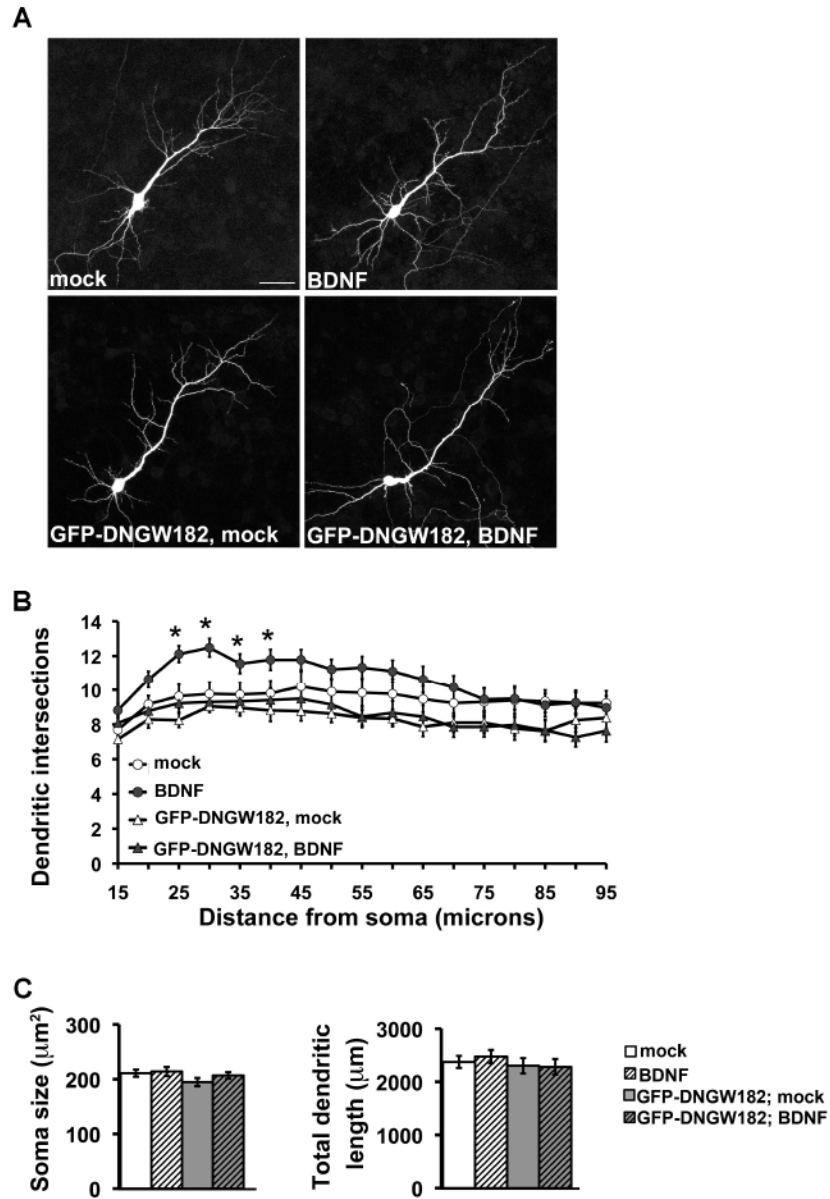 A
mock
BDNF
GFP-DNGW182, mock
GFP-DNGW182, BDNF
B
Dendritic intersections
14
12
10
8
6
4
2
0
mock
BDNF
GFP-DNGW182, mock
GFP-DNGW182, BDNF
* * * *
15 25 35 45 55 65 75 85 95
Distance from soma (microns)
C
Soma size (μm²)
300
200
100
0
Total dendritic
length (μm)
3000
2000
1000
0
mock
BDNF
GFP-DNGW182; mock
GFP-DNGW182; BDNF